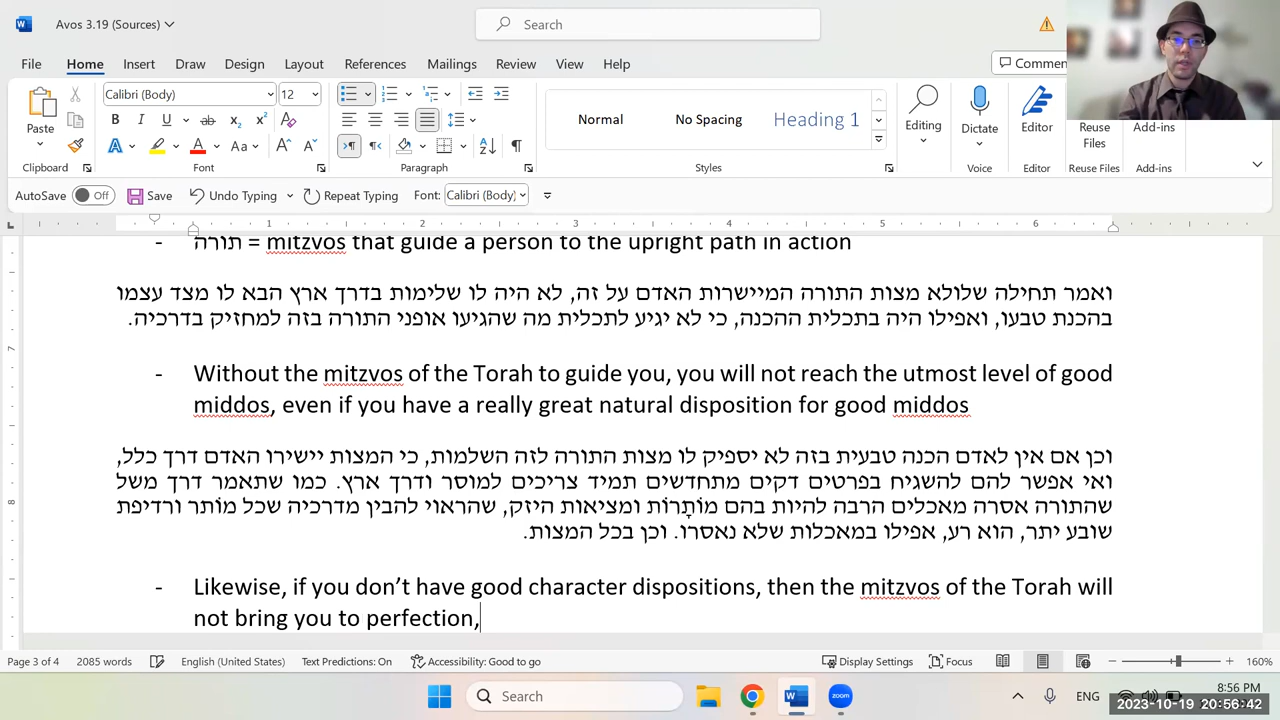 Avos 3.19 (Sources)
Search
File Home Insert Draw Design Layout References Mailings Review View Help
Commen
Paste
Clipboard
Calibri (Body) 12
Font
Paragraph
Normal No Spacing Heading 1
Styles
Editing
Dictate
Voice
Editor
Editor
Reuse Files
Reuse Files
Add-ins
Add-ins
AutoSave Off Save Undo Typing Repeat Typing Font: Calibri (Body)
1 2 3 4 5 6
- תורה = mitzvos that guide a person to the upright path in action
ואמר תחילה שלולא מצות התורה המיישרות האדם על זה, לא היה לו שלימות בדרך ארץ הבא לו מצד עצמו
בהכנת טבעו, ואפילו היה בתכלית ההכנה, כי לא יגיע לתכלית מה שהגיעו אופני התורה בזה למחזיק בדרכיה.
7
- Without the mitzvos of the Torah to guide you, you will not reach the utmost level of good
middos, even if you have a really great natural disposition for good middos
וכן אם אין לאדם הכנה טבעית בזה לא יספיק לו מצות התורה לזה השלמות, כי המצות יישירו האדם דרך כלל,
ואי אפשר להם להשגיח בפרטים דקים מתחדשים תמיד צריכים למוסר ודרך ארץ. כמו שתאמר דרך משל
8
שהתורה אסרה מאכלים הרבה להיות בהם מוֹתָרוֹת ומציאות היזק, שהראוי להבין מדרכיה שכל מותר ורדיפת
שובע יתר, הוא רע, אפילו במאכלות שלא נאסרו. וכן בכל המצות.
- Likewise, if you don’t have good character dispositions, then the mitzvos of the Torah will
not bring you to perfection,
Page 3 of 4 2085 words English (United States) Text Predictions: On Accessibility: Good to go Display Settings Focus 160%
Search
zoom
ENG
8:56 PM
2023-10-19 20:56:42